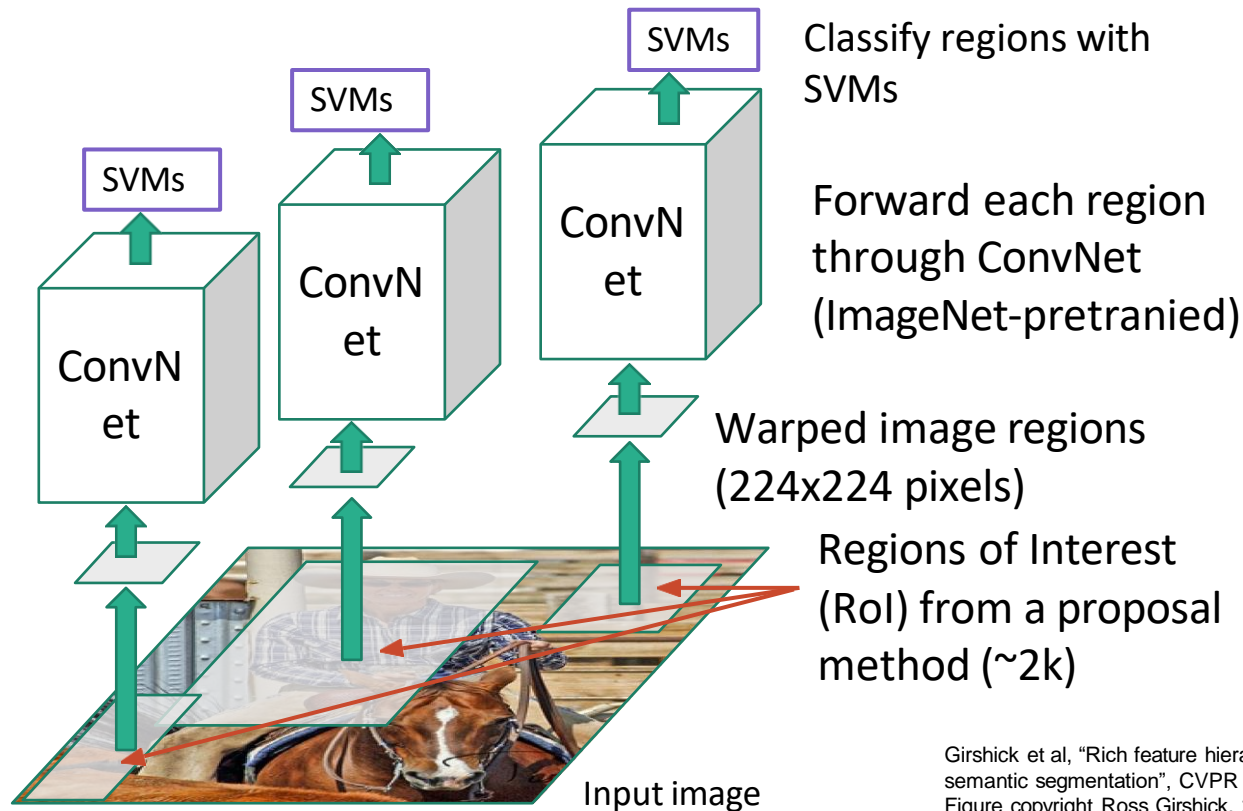 SVMs
Classify regions with
SVMs
SVMs
SVMs
ConvN
et
Forward each region
through ConvNet
(ImageNet-pretranied)
ConvN
et
ConvN
et
Warped image regions
(224x224 pixels)
Regions of Interest
(RoI) from a proposal
method (~2k)
Input image
Girshick et al, “Rich feature hiera
semantic segmentation”, CVPR
Figure copyright Ross Girshick,